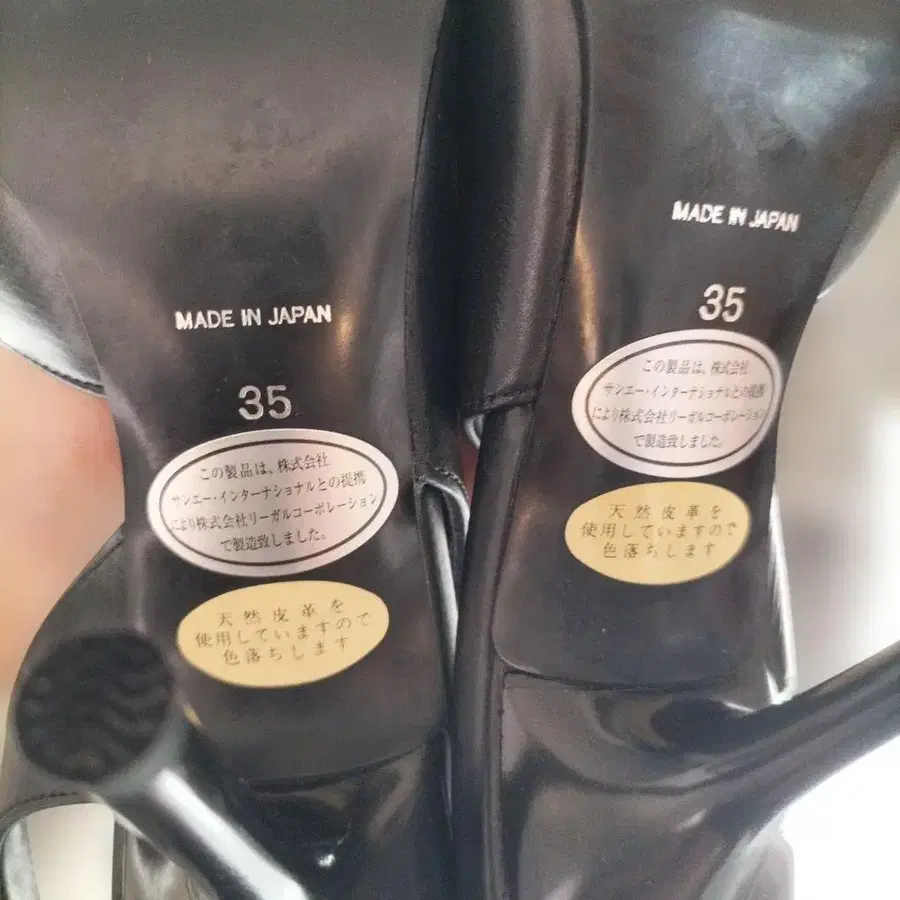 MADE IN JAPAN
35
この製品は、株式会社
サンエー・インターナショナルとの提携
により株式会社リーガルコーポレーション
で製造致しました。
天然皮革を
使用していますので
色落ちします
MADE IN JAPAN
35
この製品は、株式会社
サンエー・インターナショナルとの提携
により株式会社リーガルコーポレーション
で製造致しました。
天然皮革を
使用していますので
色落ちします